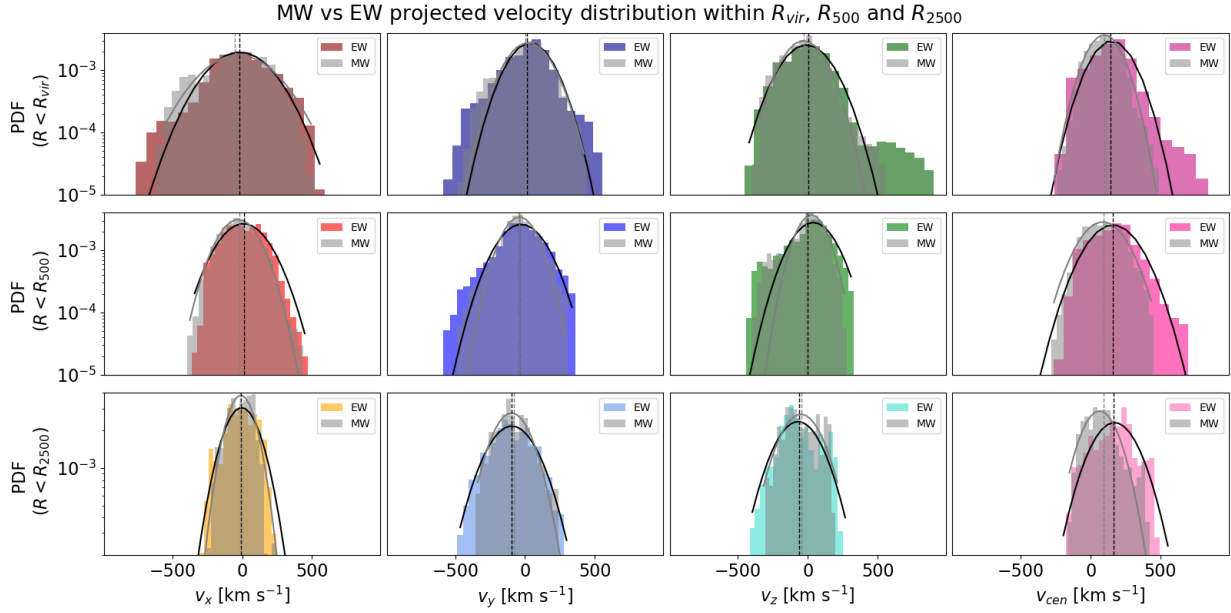 MW vs EW projected velocity distribution within R_vir, R_500 and R_2500
PDF
(R < R_vir)
10^-3
10^-4
10^-5
EW
MW
EW
MW
EW
MW
EW
MW
PDF
(R < R_500)
10^-3
10^-4
10^-5
EW
MW
EW
MW
EW
MW
EW
MW
PDF
(R < R_2500)
10^-3
EW
MW
EW
MW
EW
MW
EW
MW
−500 0 500
−500 0 500
−500 0 500
−500 0 500
v_x [km s^-1]
v_y [km s^-1]
v_z [km s^-1]
v_cen [km s^-1]